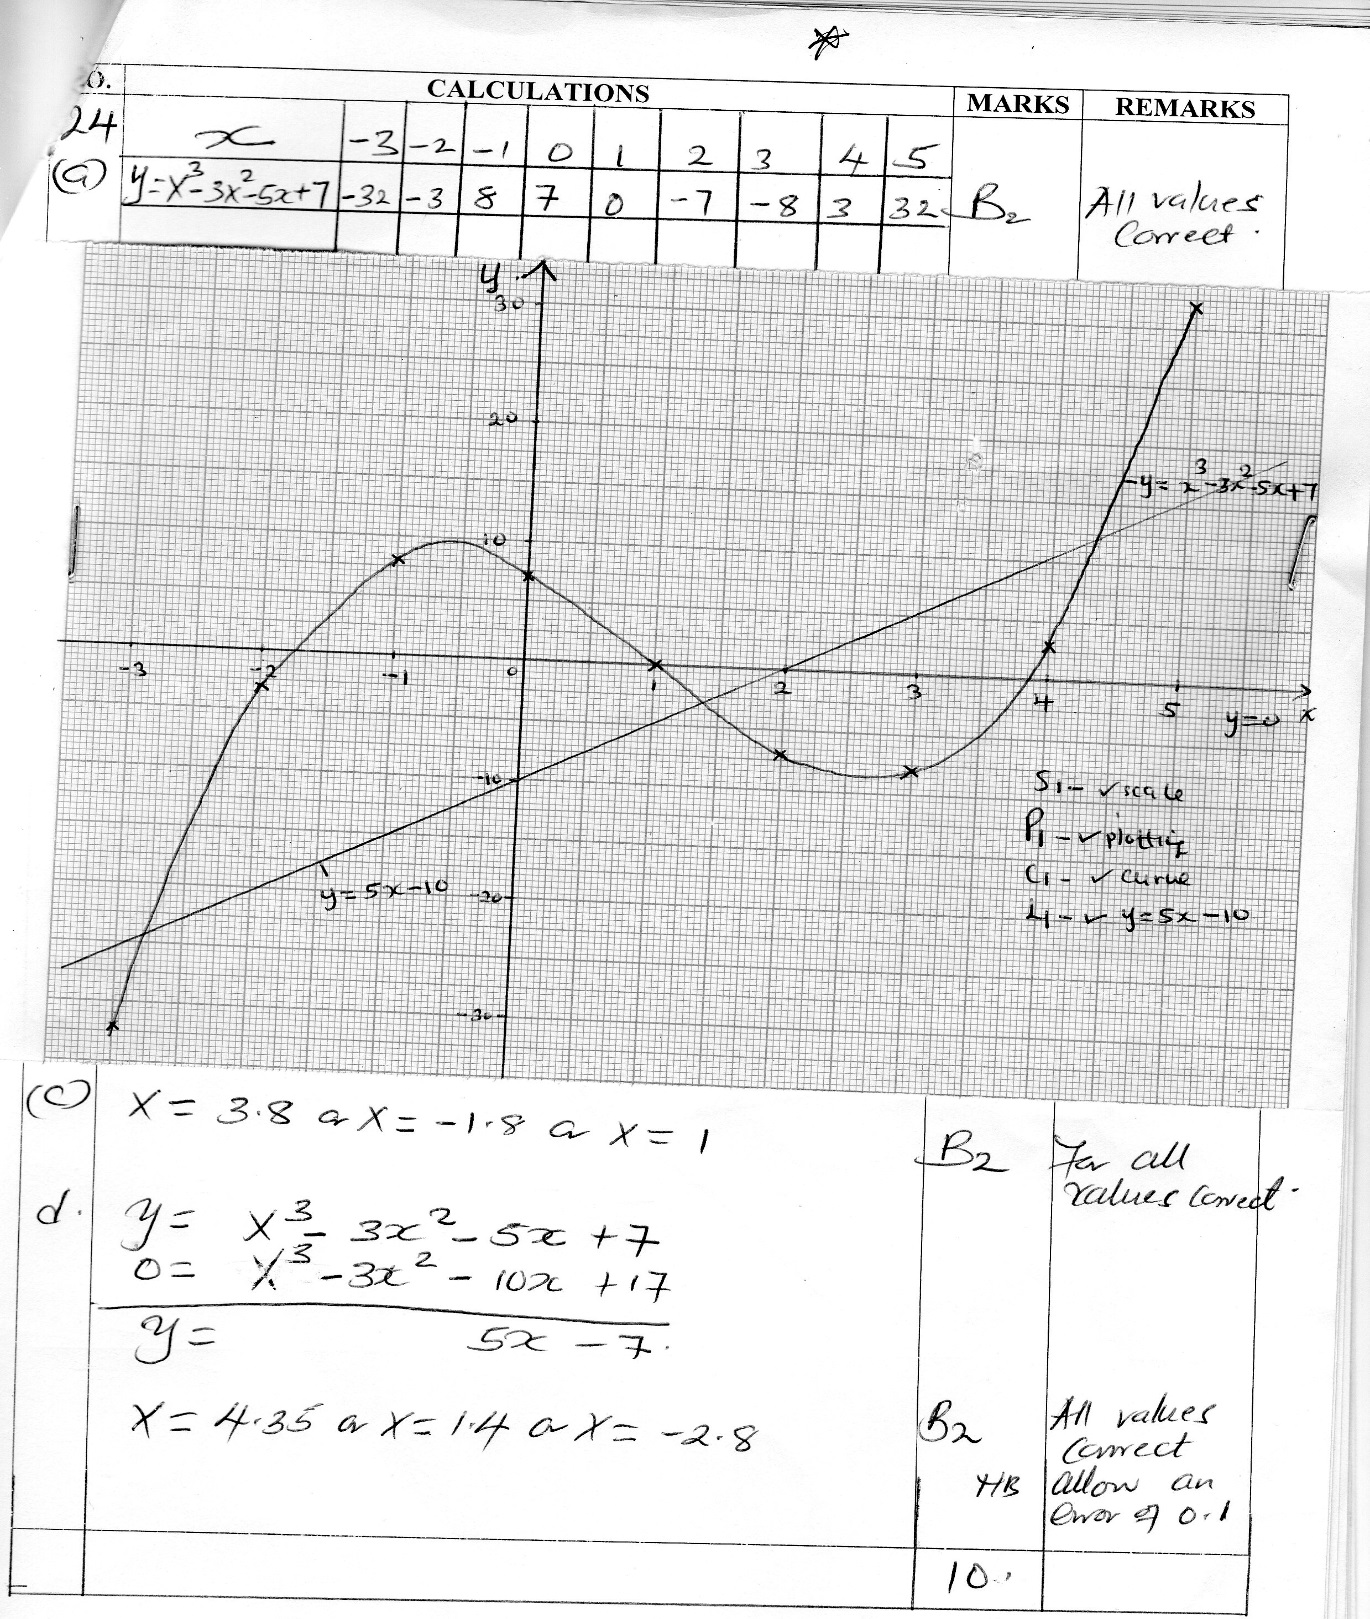 O.
CALCULATIONS
MARKS
REMARKS
24
x -3 -2 -1 0 1 2 3 4 5
(a)
y=x³-3x²-5x+7 -32 -3 8 7 0 -7 -8 3 32
B₂
All values
Correct.
y
30
20
10
-y= x³-3x²-5x+7
-3 -2 -1 0 1 2 3 4 5
y=0 x
-10
S₁- ✓scale
P₁ - ✓plotting
C₁ - ✓ curve
y=5x-10
-20
L₁ - ✓ y=5x-10
-30
(c)
x = 3.8 or x = -1.8 or x = 1
B₂
For all
values correct.
d.
y= x³- 3x² - 5x + 7
0= x³ -3x² - 10x +17
y= 5x - 7.
x = 4.35 or x = 1.4 or x = -2.8
B₂
All values
Correct
allow an
error of 0.1
10.